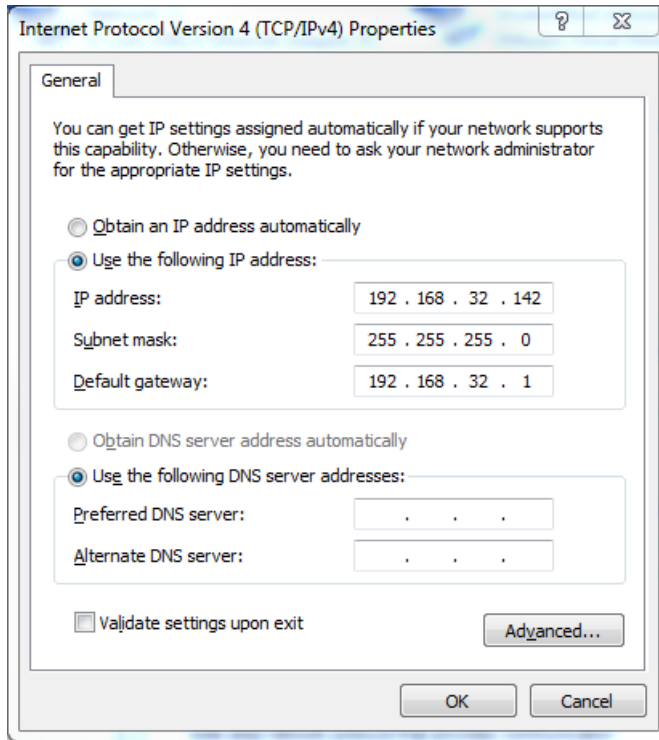 Internet Protocol Version 4 (TCP/IPv4) Properties
General
You can get IP settings assigned automatically if your network supports
this capability. Otherwise, you need to ask your network administrator
for the appropriate IP settings.
Obtain an IP address automatically
Use the following IP address:
IP address: 192 . 168 . 32 . 142
Subnet mask: 255 . 255 . 255 . 0
Default gateway: 192 . 168 . 32 . 1
Obtain DNS server address automatically
Use the following DNS server addresses:
Preferred DNS server: . . .
Alternate DNS server: . . .
Validate settings upon exit
Advanced...
OK Cancel